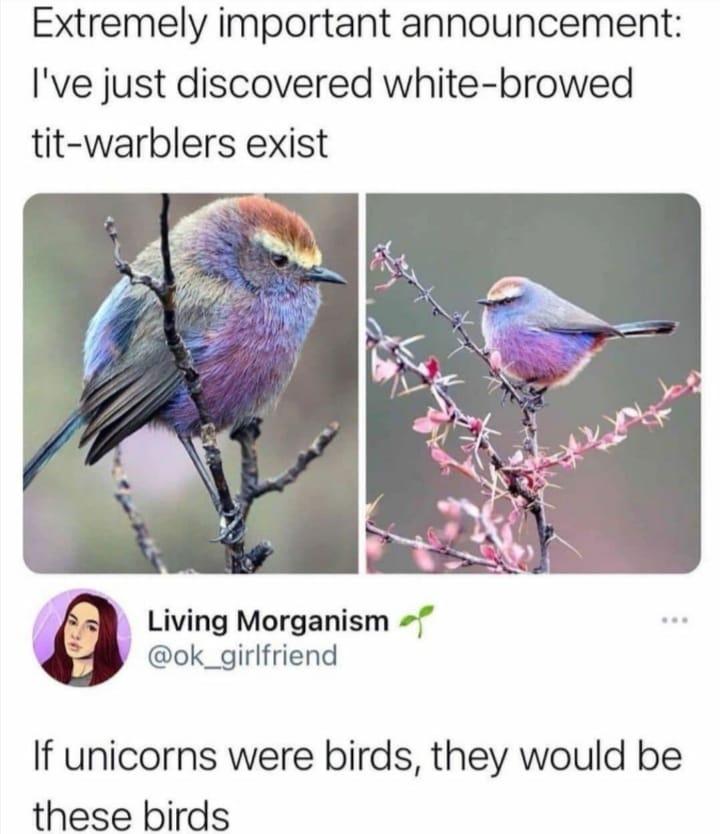 Extremely important announcement:
I've just discovered white-browed
tit-warblers exist
Living Morganism 🌱
@ok_girlfriend
If unicorns were birds, they would be
these birds